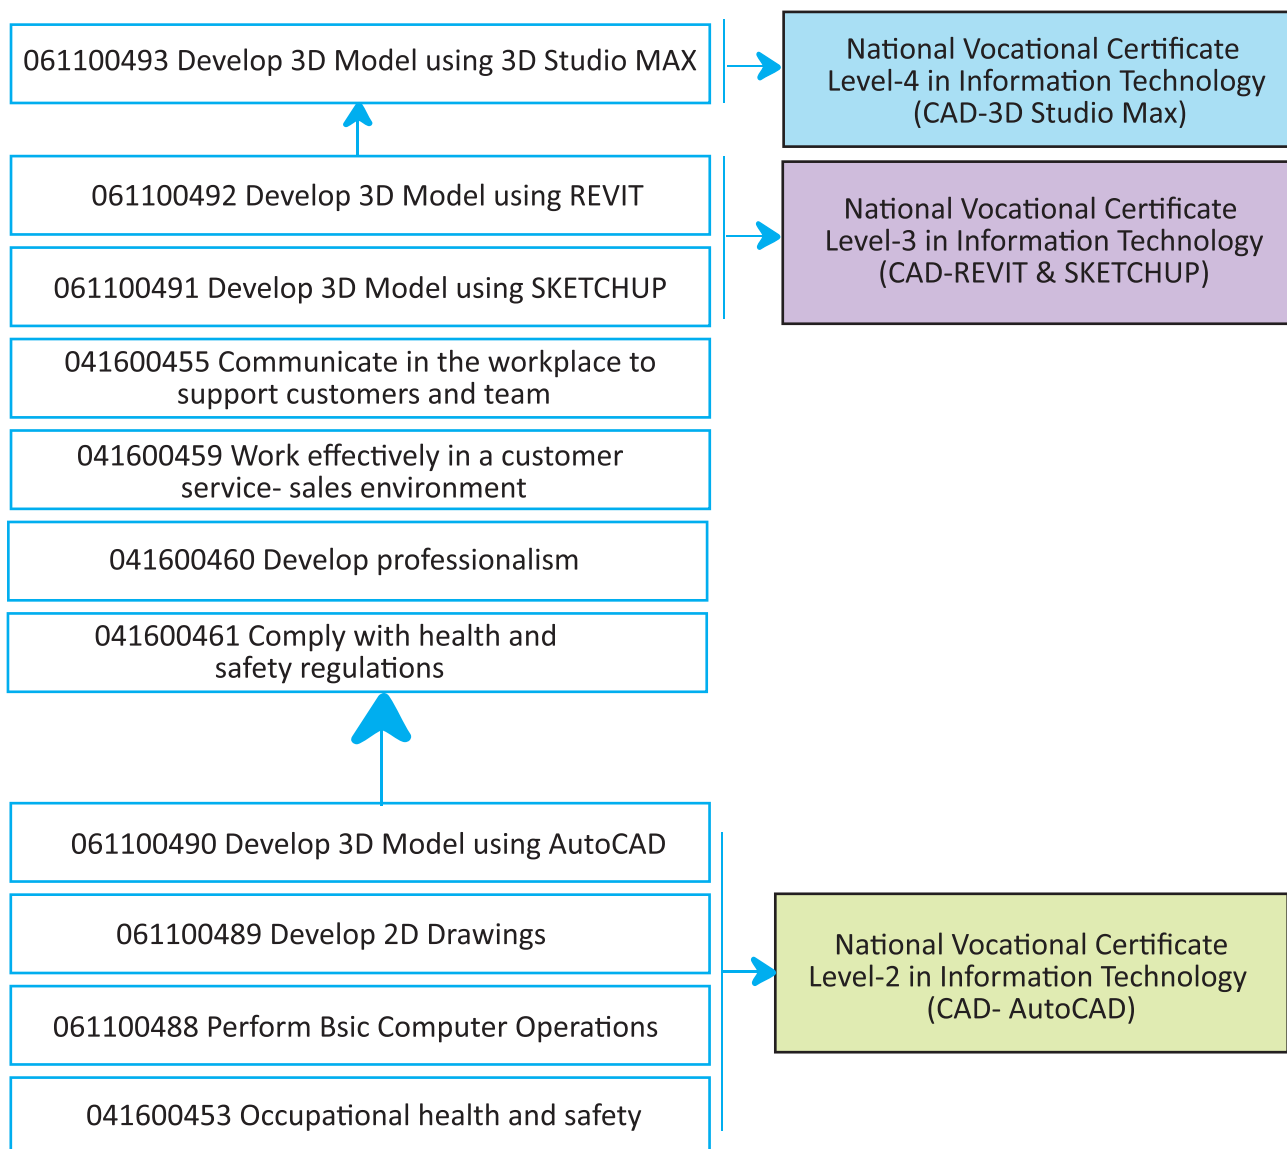 061100493 Develop 3D Model using 3D Studio MAX
National Vocational Certificate
Level-4 in Information Technology
(CAD-3D Studio Max)
061100492 Develop 3D Model using REVIT
061100491 Develop 3D Model using SKETCHUP
National Vocational Certificate
Level-3 in Information Technology
(CAD-REVIT & SKETCHUP)
041600455 Communicate in the workplace to
support customers and team
041600459 Work effectively in a customer
service- sales environment
041600460 Develop professionalism
041600461 Comply with health and
safety regulations
061100490 Develop 3D Model using AutoCAD
061100489 Develop 2D Drawings
061100488 Perform Bsic Computer Operations
041600453 Occupational health and safety
National Vocational Certificate
Level-2 in Information Technology
(CAD- AutoCAD)